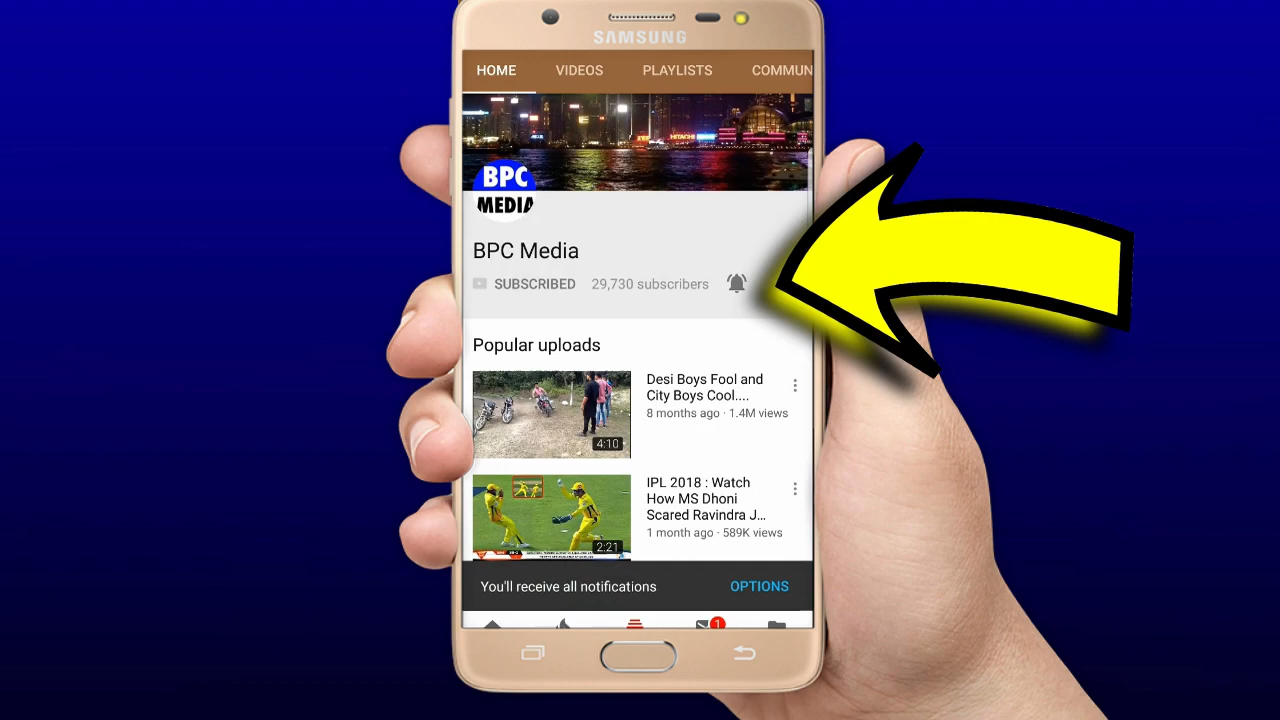 SAMSUNG
HOME VIDEOS PLAYLISTS COMMUN
HITACHI
BPC
MEDIA
BPC Media
SUBSCRIBED 29,730 subscribers
Popular uploads
Desi Boys Fool and
City Boys Cool....
8 months ago · 1.4M views
4:10
IPL 2018 : Watch
How MS Dhoni
Scared Ravindra J...
1 month ago · 589K views
2:21
You'll receive all notifications OPTIONS
1